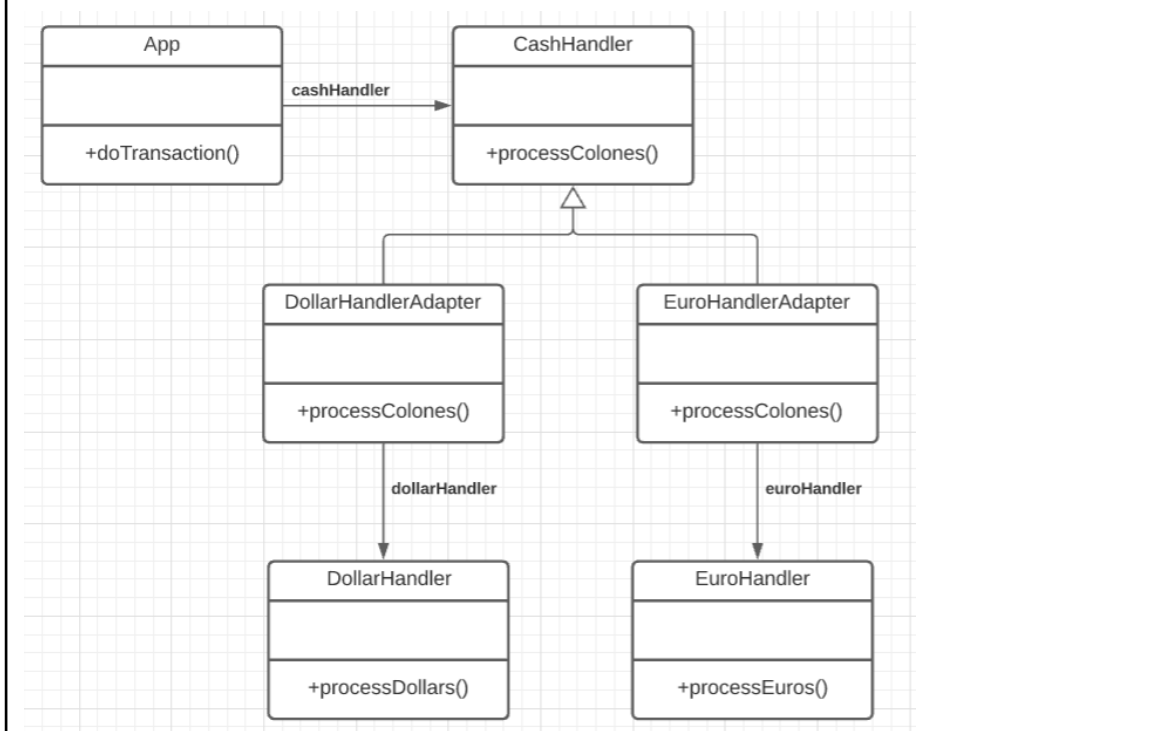 App
CashHandler
cashHandler
+doTransaction()
+processColones()
DollarHandlerAdapter
EuroHandlerAdapter
+processColones()
+processColones()
dollarHandler
euroHandler
DollarHandler
EuroHandler
+processDollars()
+processEuros()